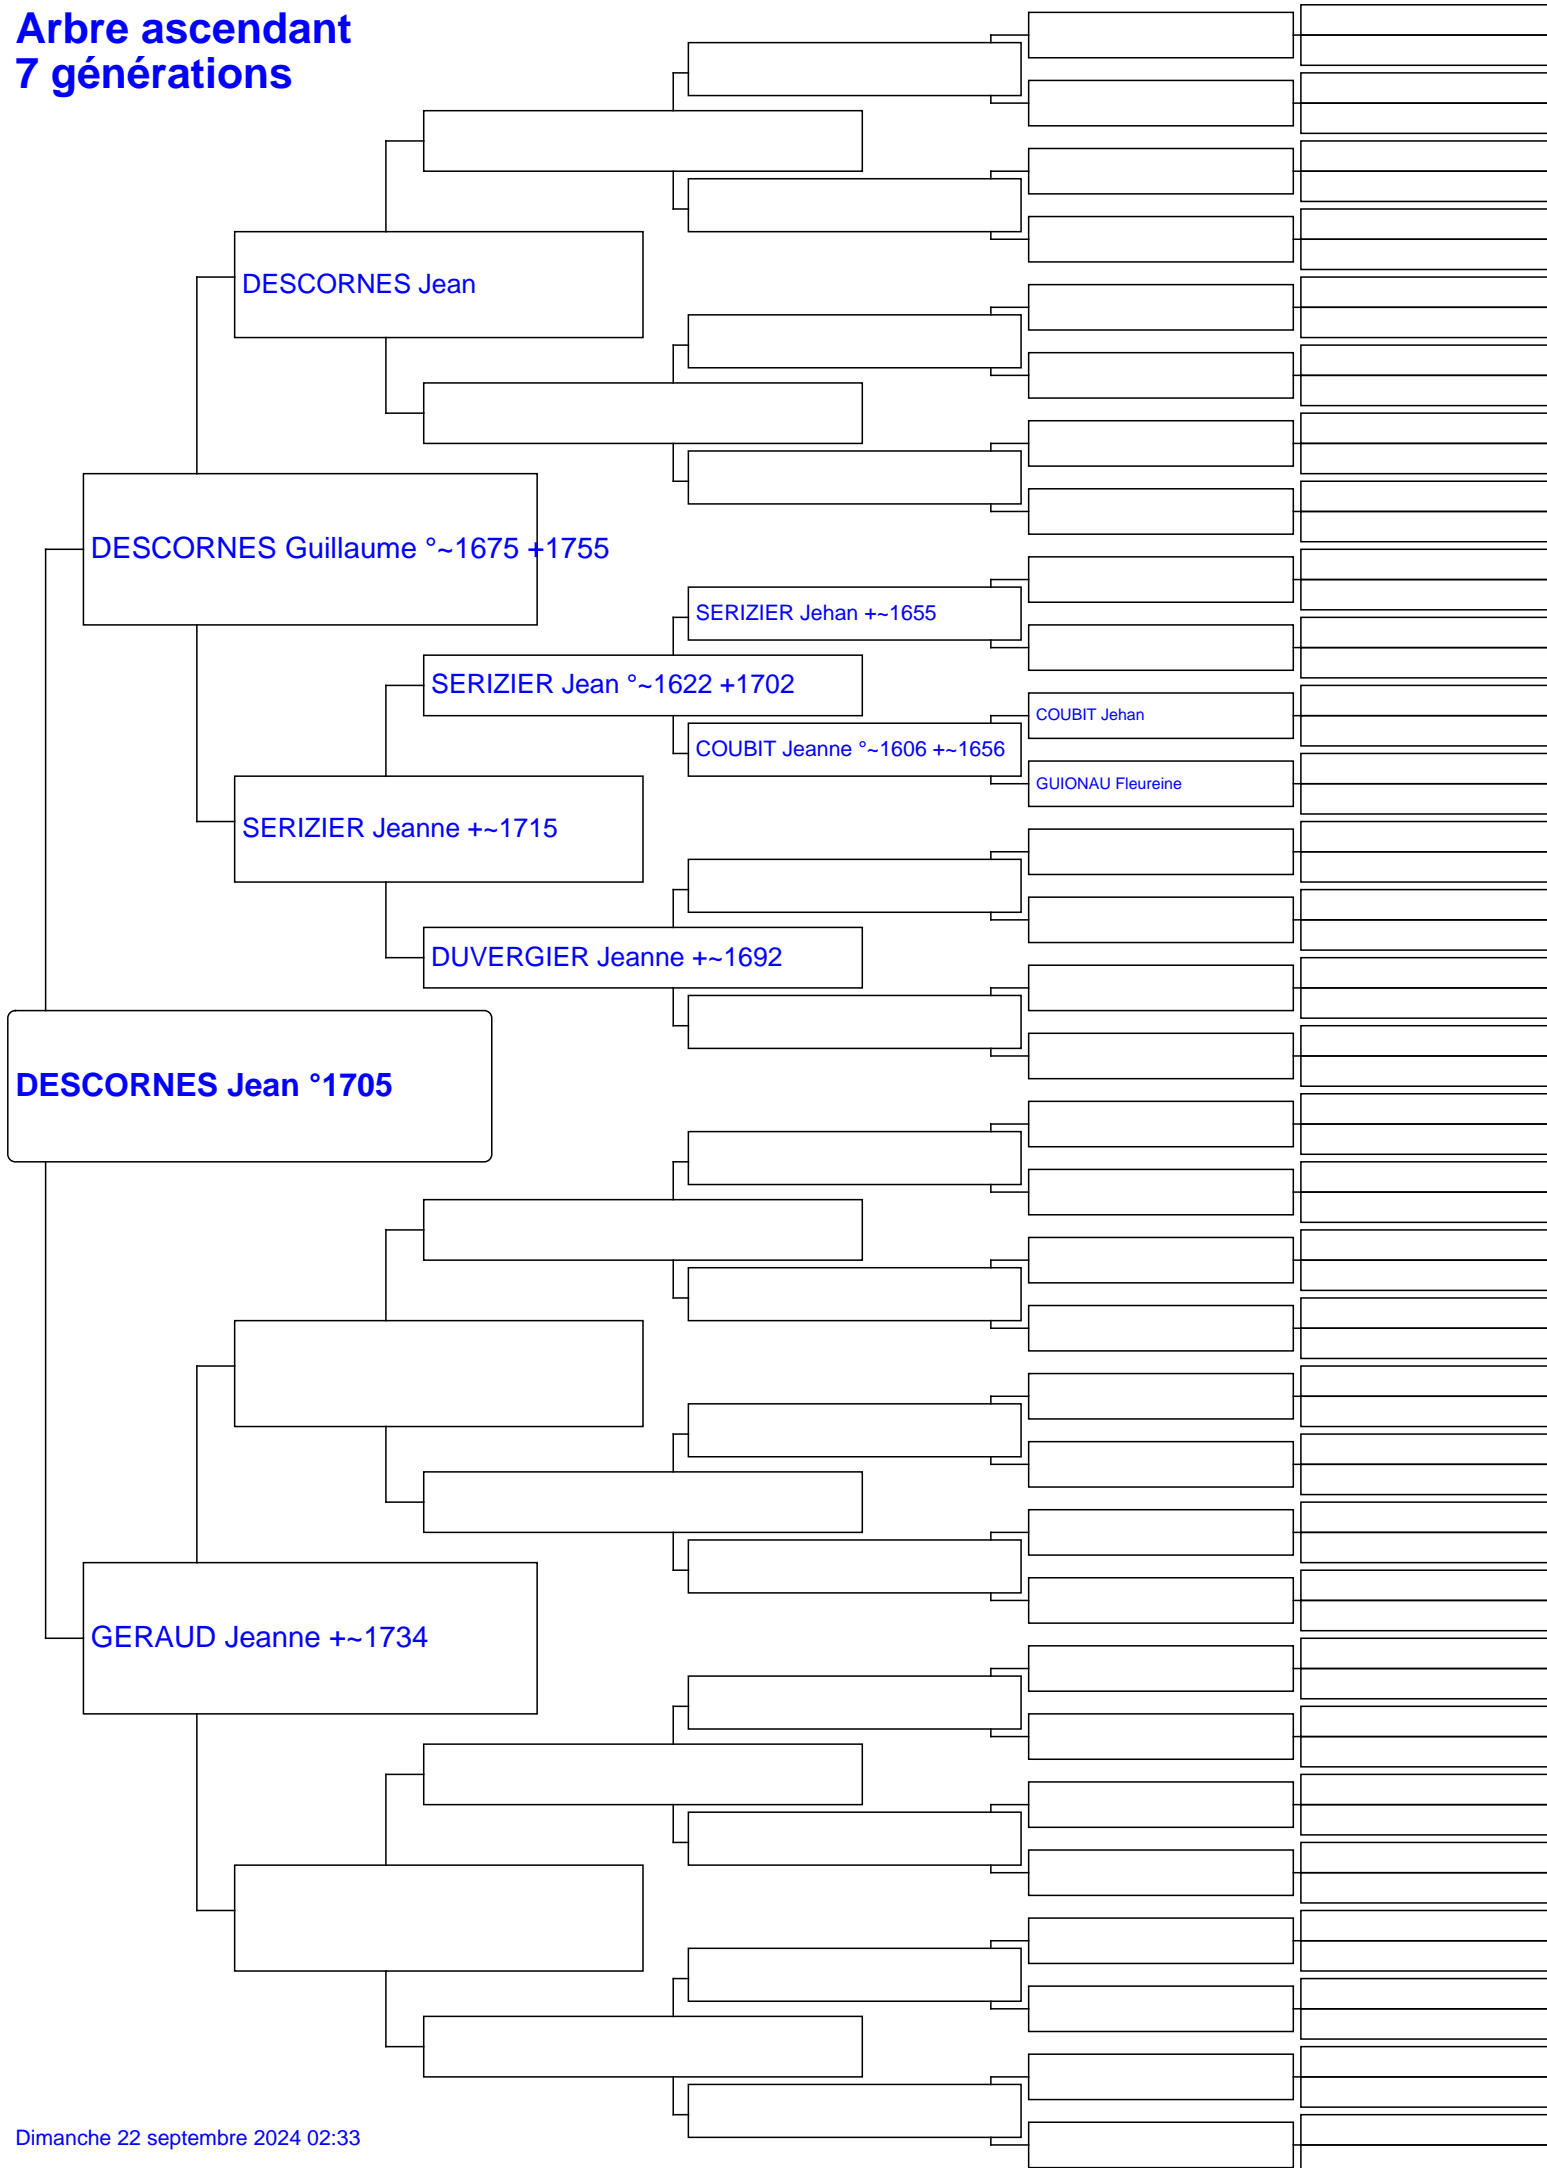 Arbre ascendant
7 générations
DESCORNES Jean
DESCORNES Guillaume °~1675 +1755
SERIZIER Jehan +~1655
SERIZIER Jean °~1622 +1702
COUBIT Jehan
COUBIT Jeanne °~1606 +~1656
GUIONAU Fleureine
SERIZIER Jeanne +~1715
DUVERGIER Jeanne +~1692
DESCORNES Jean °1705
GERAUD Jeanne +~1734
Dimanche 22 septembre 2024 02:33